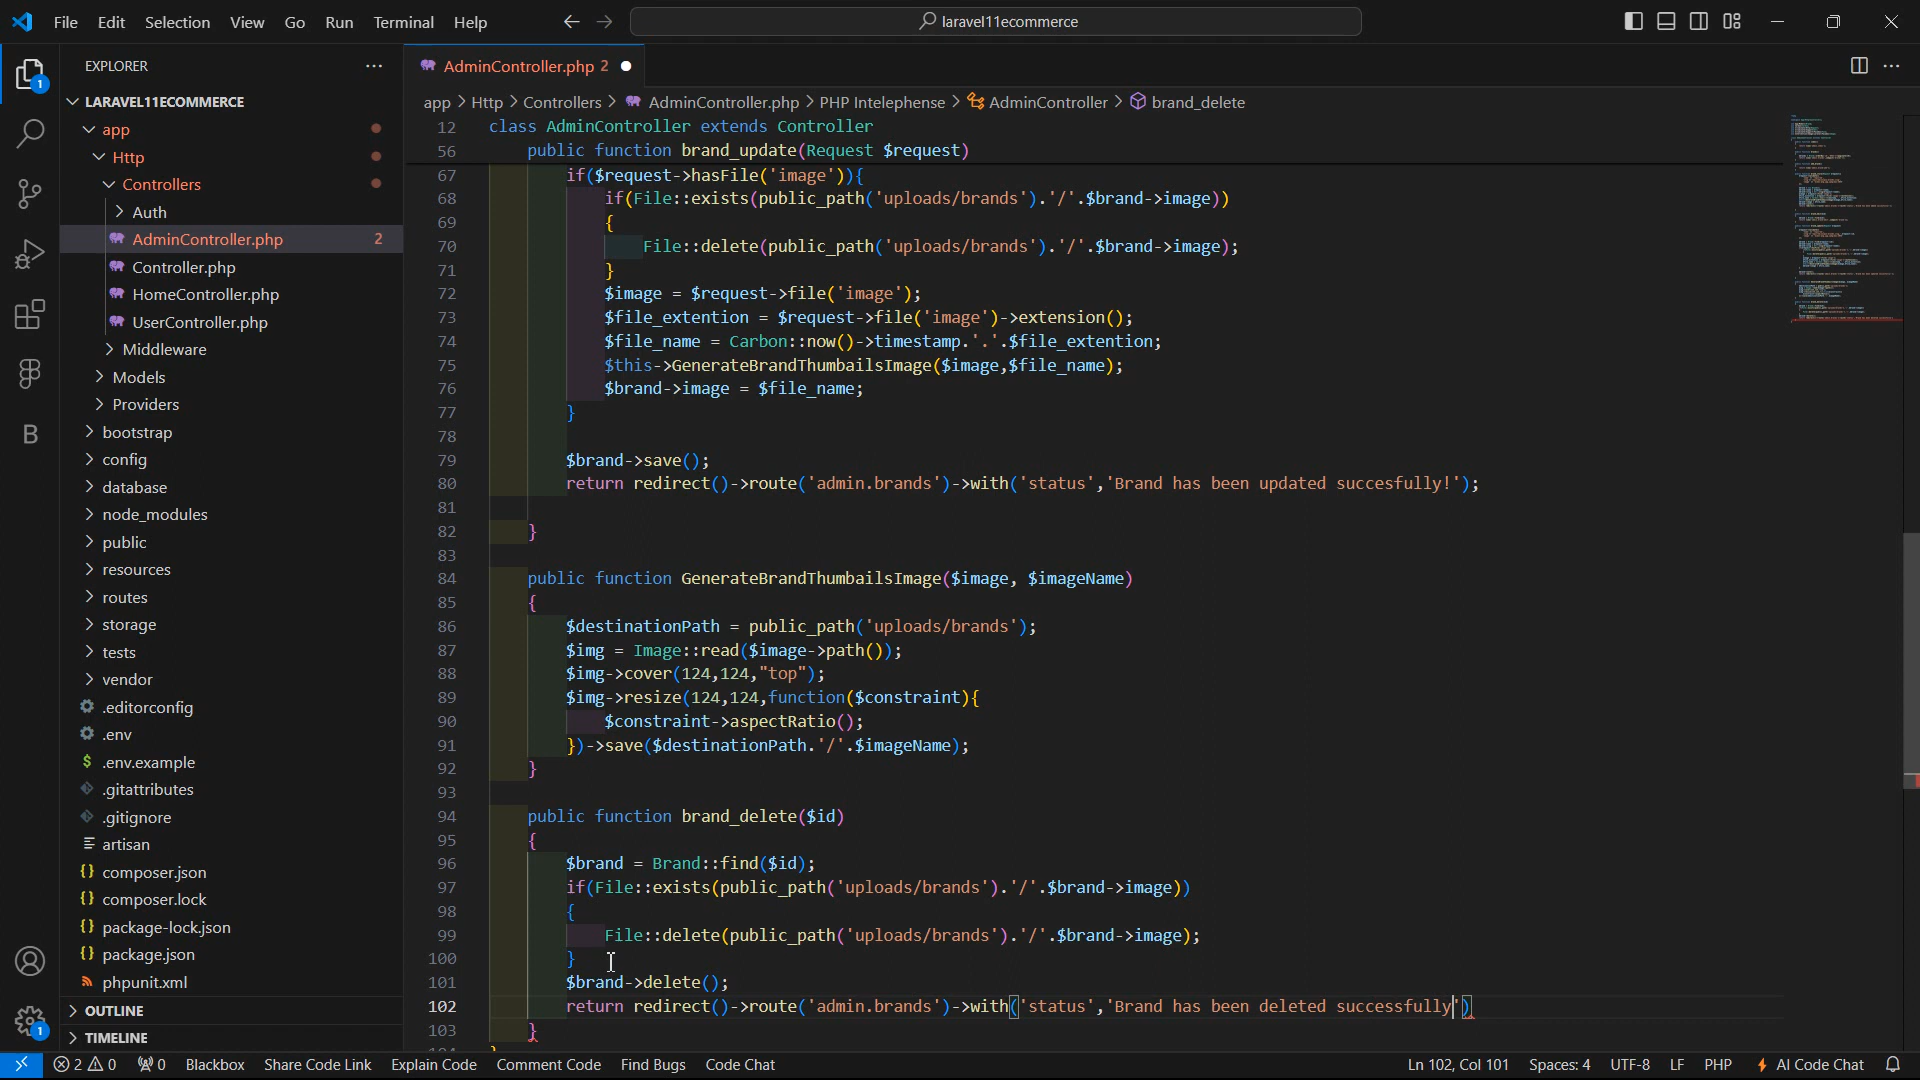 File Edit Selection View Go Run Terminal Help
laravel11ecommerce
EXPLORER
LARAVEL11ECOMMERCE
app
Http
Controllers
Auth
AdminController.php 2
Controller.php
HomeController.php
UserController.php
Middleware
Models
Providers
bootstrap
config
database
node_modules
public
resources
routes
storage
tests
vendor
.editorconfig
.env
$ .env.example
.gitattributes
.gitignore
artisan
{} composer.json
composer.lock
{} package-lock.json
{} package.json
phpunit.xml
OUTLINE
TIMELINE
AdminController.php 2
app > Http > Controllers > AdminController.php > PHP Intelephense > AdminController > brand_delete
12 class AdminController extends Controller
56 public function brand_update(Request $request)
67 if($request->hasFile('image')){
68 if(File::exists(public_path('uploads/brands').'/'.$brand->image))
69 {
70 File::delete(public_path('uploads/brands').'/'.$brand->image);
71 }
72 $image = $request->file('image');
73 $file_extention = $request->file('image')->extension();
74 $file_name = Carbon::now()->timestamp.'.'.$file_extention;
75 $this->GenerateBrandThumbailsImage($image,$file_name);
76 $brand->image = $file_name;
77 }
78
79 $brand->save();
80 return redirect()->route('admin.brands')->with('status','Brand has been updated succesfully!');
81
82 }
83
84 public function GenerateBrandThumbailsImage($image, $imageName)
85 {
86 $destinationPath = public_path('uploads/brands');
87 $img = Image::read($image->path());
88 $img->cover(124,124,"top");
89 $img->resize(124,124,function($constraint){
90 $constraint->aspectRatio();
91 })->save($destinationPath.'/'.$imageName);
92 }
93
94 public function brand_delete($id)
95 {
96 $brand = Brand::find($id);
97 if(File::exists(public_path('uploads/brands').'/'.$brand->image))
98 {
99 File::delete(public_path('uploads/brands').'/'.$brand->image);
100 }
101 $brand->delete();
102 return redirect()->route('admin.brands')->with('status','Brand has been deleted successfully')
103 }
2 0 0 Blackbox Share Code Link Explain Code Comment Code Find Bugs Code Chat Ln 102, Col 101 Spaces: 4 UTF-8 LF PHP AI Code Chat